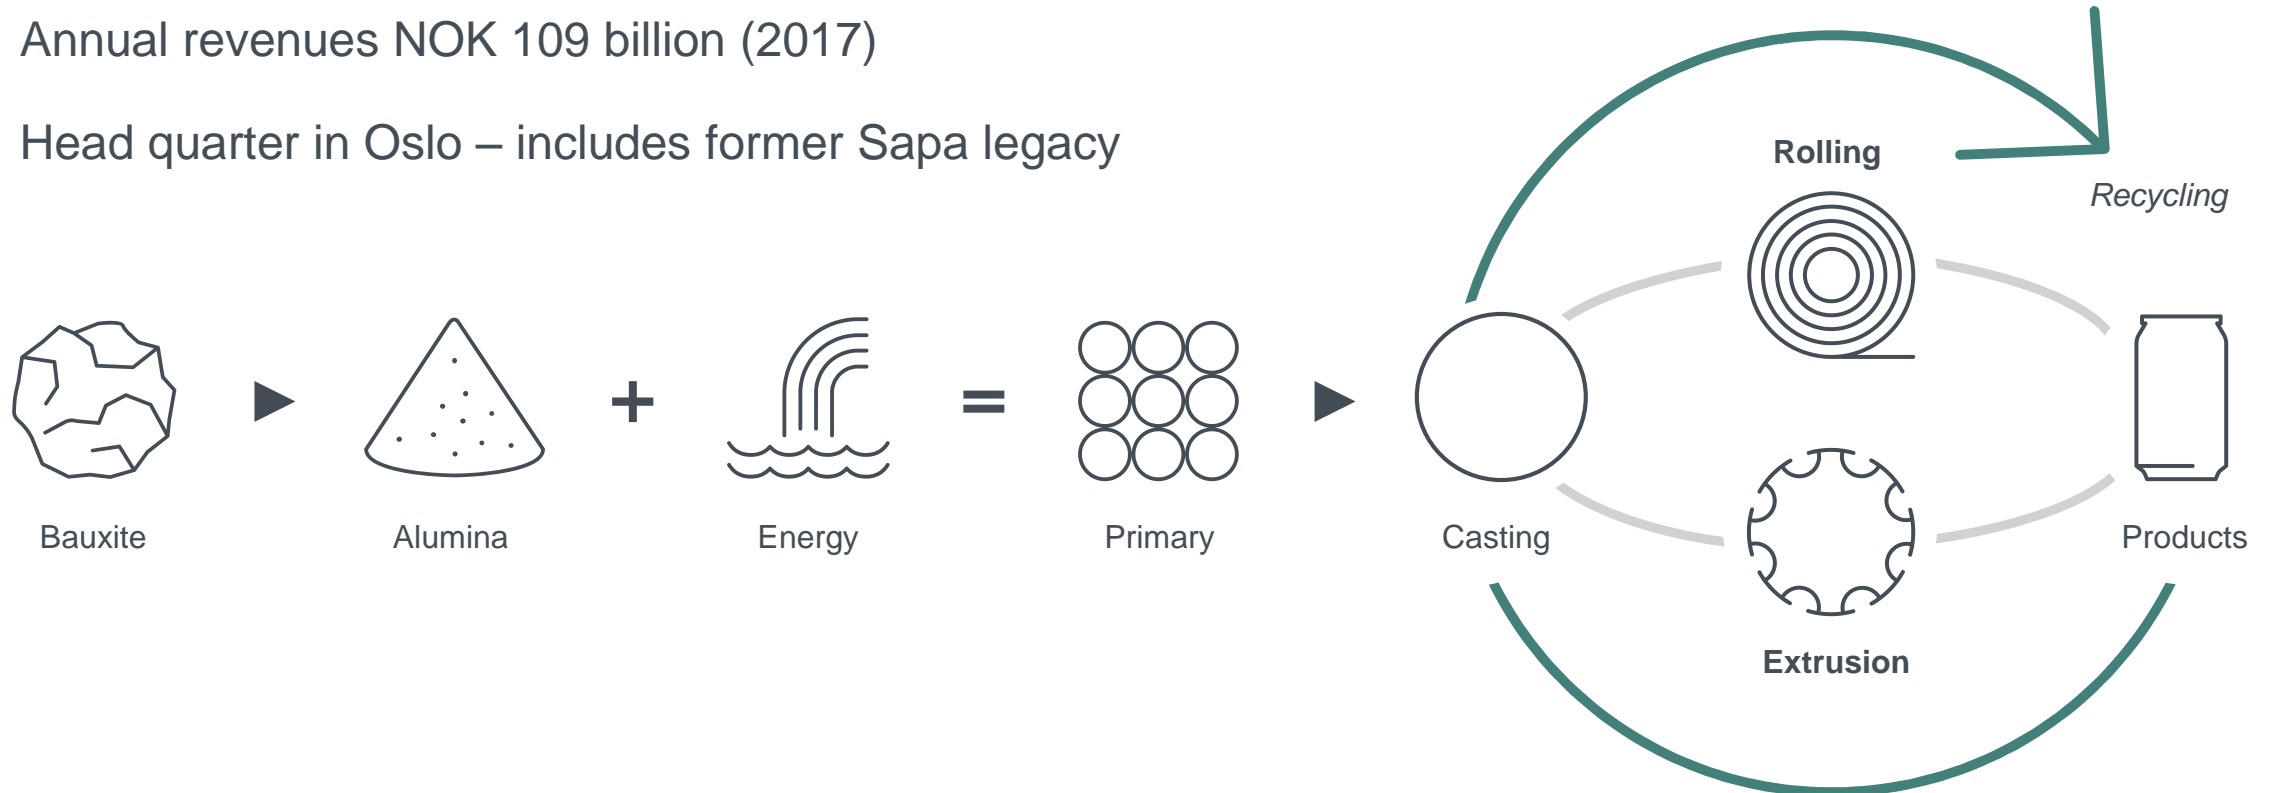 Annual revenues NOK 109 billion (2017)
Head quarter in Oslo – includes former Sapa legacy
Rolling
Recycling
Bauxite
Alumina
Energy
Primary
Casting
Products
Extrusion